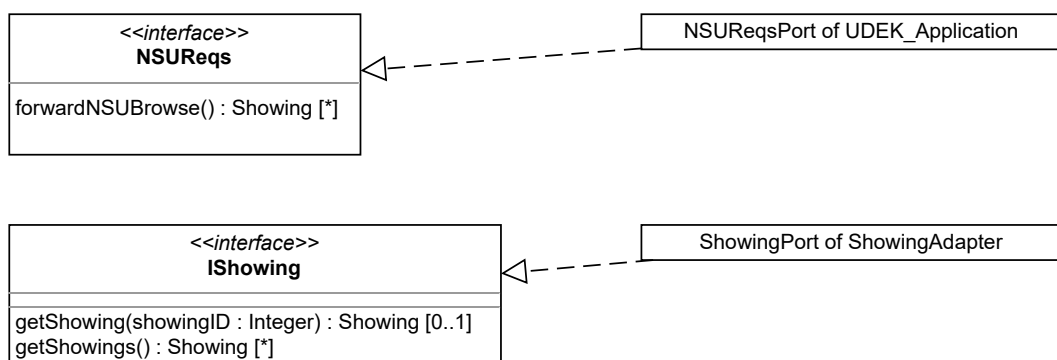 <<interface>>
NSUReqs
forwardNSUBrowse() : Showing [*]
NSUReqsPort of UDEK_Application
<<interface>>
IShowing
getShowing(showingID : Integer) : Showing [0..1]
getShowings() : Showing [*]
ShowingPort of ShowingAdapter